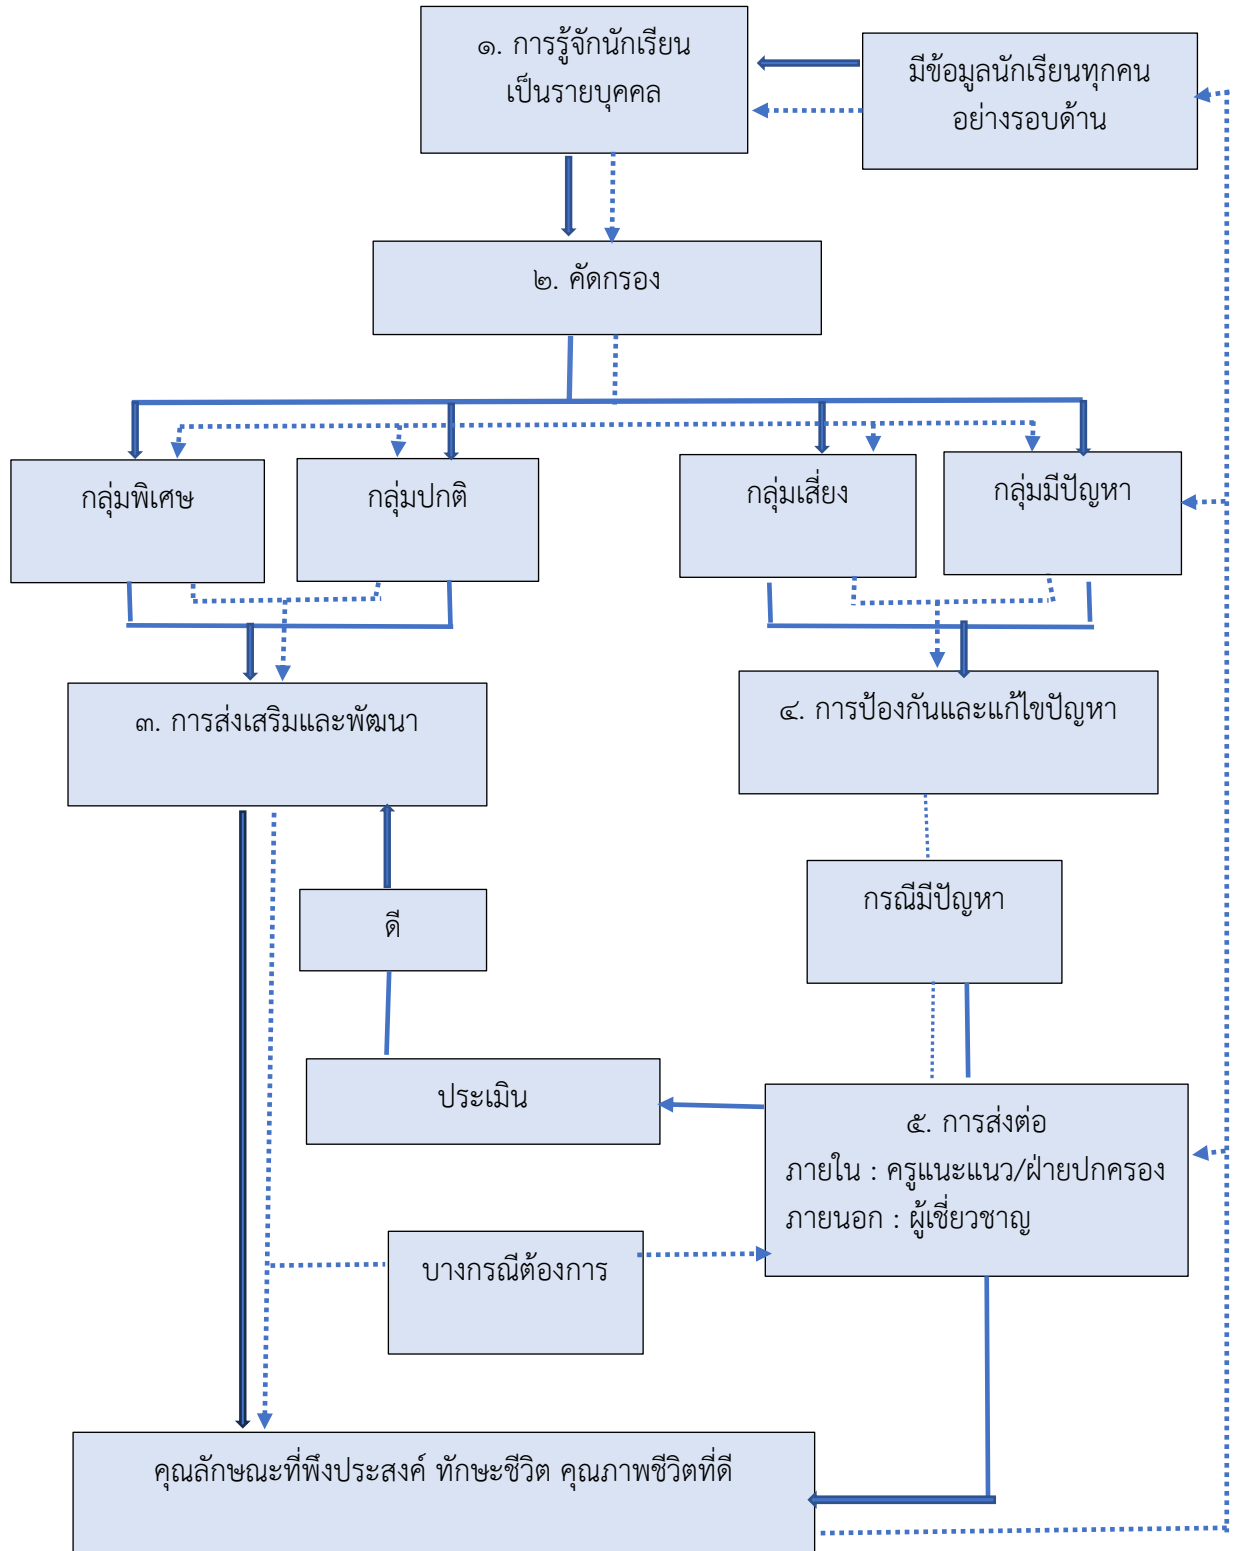 ๑. การรู้จักนักเรียน
เป็นรายบุคคล
มีข้อมูลนักเรียนทุกคน
อย่างรอบด้าน
๒. คัดกรอง
กลุ่มพิเศษ
กลุ่มปกติ
กลุ่มเสี่ยง
กลุ่มมีปัญหา
๓. การส่งเสริมและพัฒนา
๔. การป้องกันและแก้ไขปัญหา
กรณีมีปัญหา
ดี
ประเมิน
๕. การส่งต่อ
ภายใน : ครูแนะแนว/ฝ่ายปกครอง
ภายนอก : ผู้เชี่ยวชาญ
บางกรณีต้องการ
คุณลักษณะที่พึงประสงค์ ทักษะชีวิต คุณภาพชีวิตที่ดี